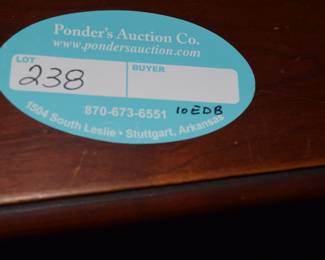 Ponder's Auction Co.
www.pondersauction.com
LOT BUYER
238
870-673-6551 10EDB
1504 South Leslie • Stuttgart, Arkansas